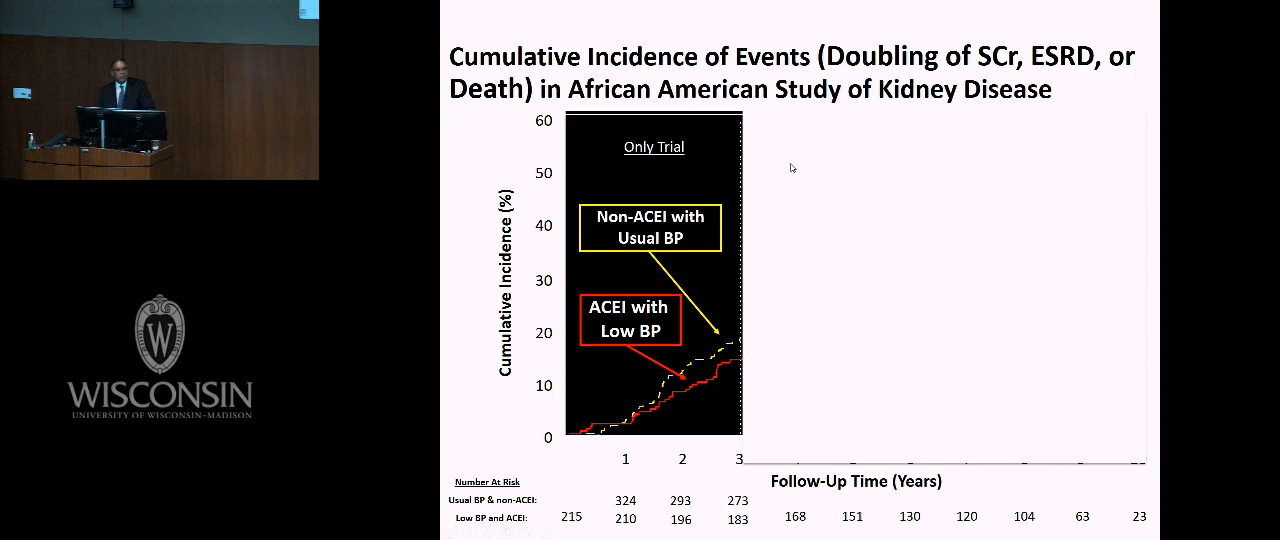 Cumulative Incidence of Events (Doubling of SCr, ESRD, or
Death) in African American Study of Kidney Disease
60
50
40
30
20
10
0
Cumulative Incidence (%)
Only Trial
Non-ACEI with
Usual BP
ACEI with
Low BP
1 2 3
Follow-Up Time (Years)
Number At Risk
Usual BP & non-ACEI: 324 293 273
Low BP and ACEI: 215 210 196 183 168 151 130 120 104 63 23
W
WISCONSIN
UNIVERSITY OF WISCONSIN–MADISON